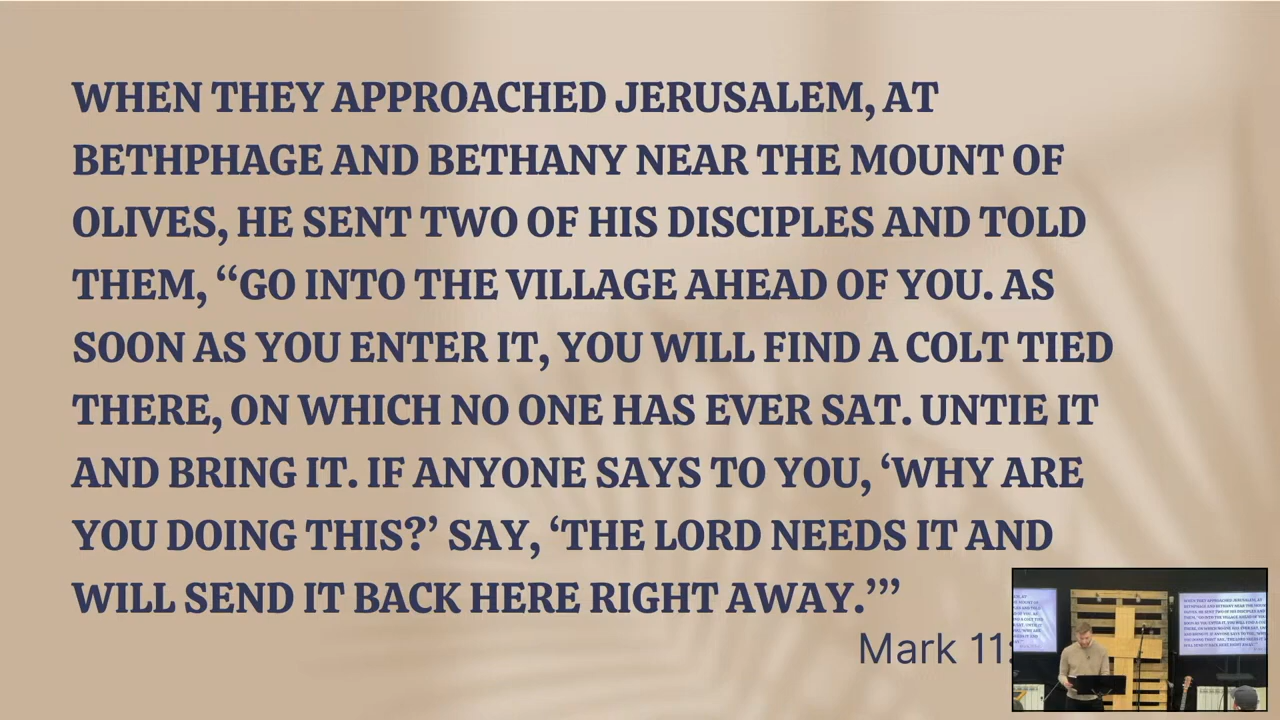 WHEN THEY APPROACHED JERUSALEM, AT
BETHPHAGE AND BETHANY NEAR THE MOUNT OF
OLIVES, HE SENT TWO OF HIS DISCIPLES AND TOLD
THEM, “GO INTO THE VILLAGE AHEAD OF YOU. AS
SOON AS YOU ENTER IT, YOU WILL FIND A COLT TIED
THERE, ON WHICH NO ONE HAS EVER SAT. UNTIE IT
AND BRING IT. IF ANYONE SAYS TO YOU, ‘WHY ARE
YOU DOING THIS?’ SAY, ‘THE LORD NEEDS IT AND
WILL SEND IT BACK HERE RIGHT AWAY.’”
Mark 11: